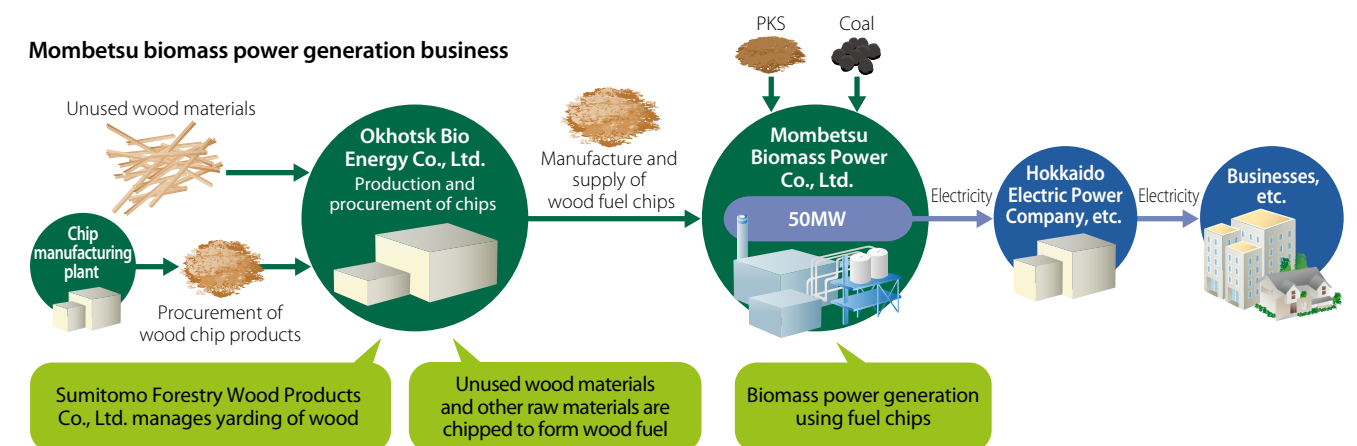 Mombetsu biomass power generation business
Unused wood materials
Chip
manufacturing
plant
Procurement of
wood chip products
Okhotsk Bio
Energy Co., Ltd.
Production and
procurement of chips
Manufacture and
supply of
wood fuel chips
PKS
Coal
Mombetsu
Biomass Power
Co., Ltd.
50MW
Electricity
Hokkaido
Electric Power
Company, etc.
Electricity
Businesses,
etc.
Sumitomo Forestry Wood Products
Co., Ltd. manages yarding of wood
Unused wood materials
and other raw materials are
chipped to form wood fuel
Biomass power generation
using fuel chips